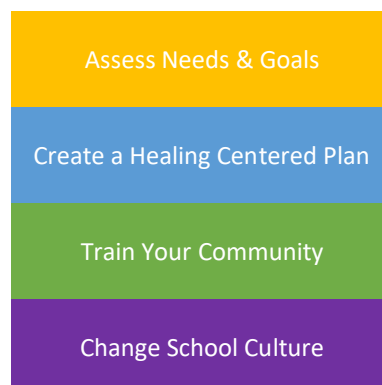 Assess Needs & Goals
Create a Healing Centered Plan
Train Your Community
Change School Culture